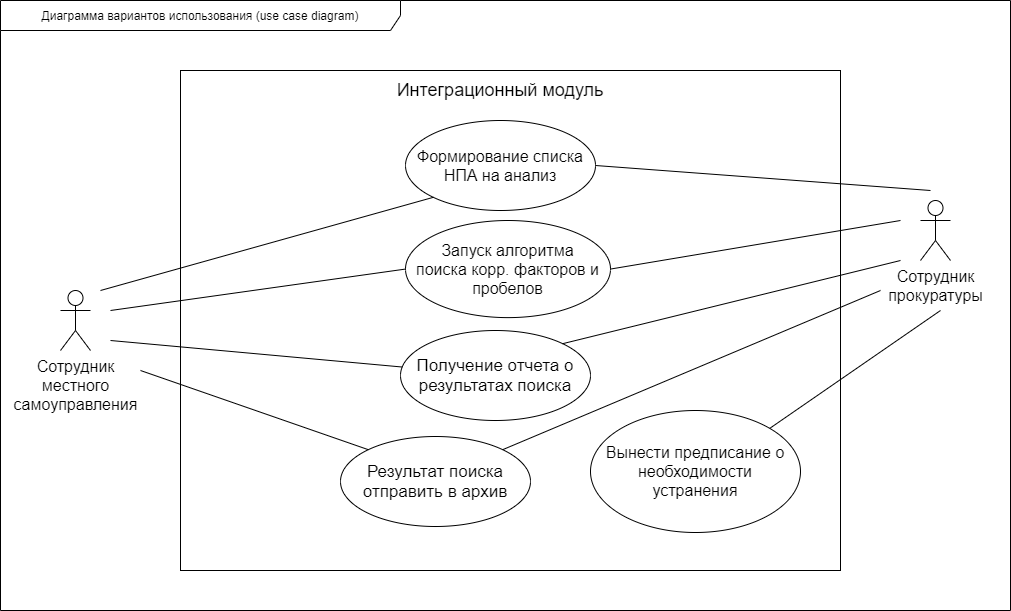 Диаграмма вариантов использования (use case diagram)
Интеграционный модуль
Формирование списка
НПА на анализ
Запуск алгоритма
поиска корр. факторов и
пробелов
Сотрудник
прокуратуры
Сотрудник
местного
самоуправления
Получение отчета о
результатах поиска
Результат поиска
отправить в архив
Вынести предписание о
необходимости
устранения